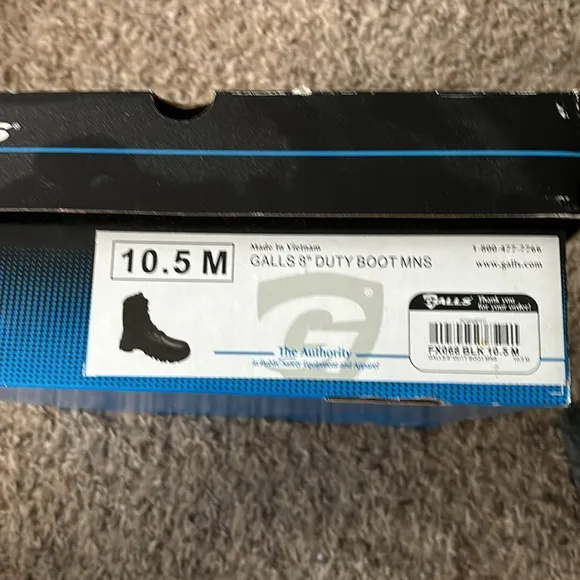 S®
10.5 M
Made in Vietnam
GALLS 8" DUTY BOOT MNS
1-800-477-7766
www.galls.com
G®
The Authority
in Public Safety Equipment and Apparel
GALLS
Thank you
for your order!
FX068 BLK 10.5 M
GALLS 8" DUTY BOOT MNS 10.5 M